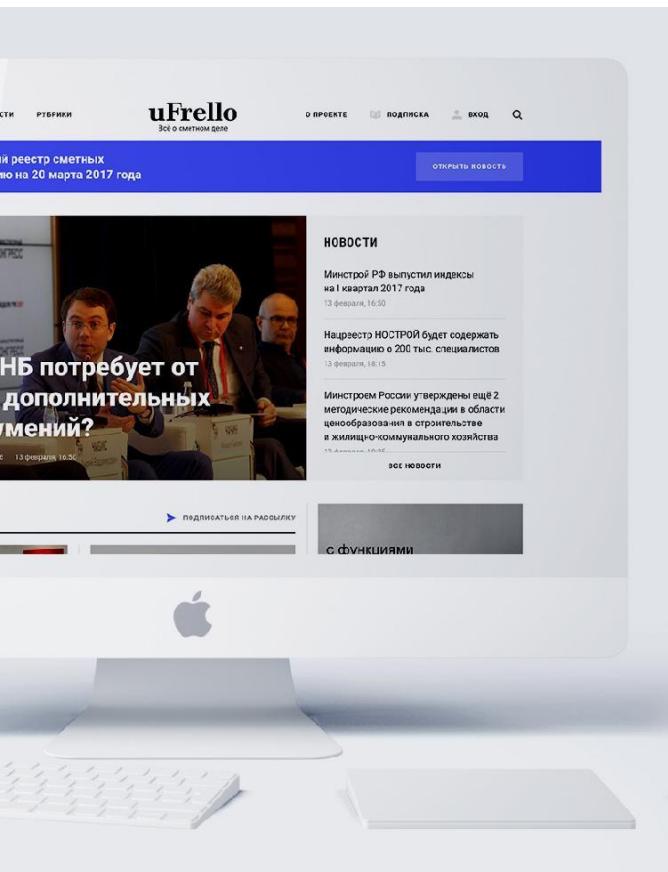 СТИ РУБРИКИ
uFrello
Всё о сметном деле
О ПРОЕКТЕ ПОДПИСКА ВХОД
й реестр сметных
ию на 20 марта 2017 года
ОТКРЫТЬ НОВОСТЬ
НБ потребует от
дополнительных
умений?
13 февраля, 16:50
НОВОСТИ
Минстрой РФ выпустил индексы
на I квартал 2017 года
13 февраля, 16:50
Нацреестр НОСТРОЙ будет содержать
информацию о 200 тыс. специалистов
13 февраля, 16:15
Минстроем России утверждены ещё 2
методические рекомендации в области
ценообразования в строительстве
и жилищно-коммунального хозяйства
ВСЕ НОВОСТИ
ПОДПИСАТЬСЯ НА РАССЫЛКУ
с функциями